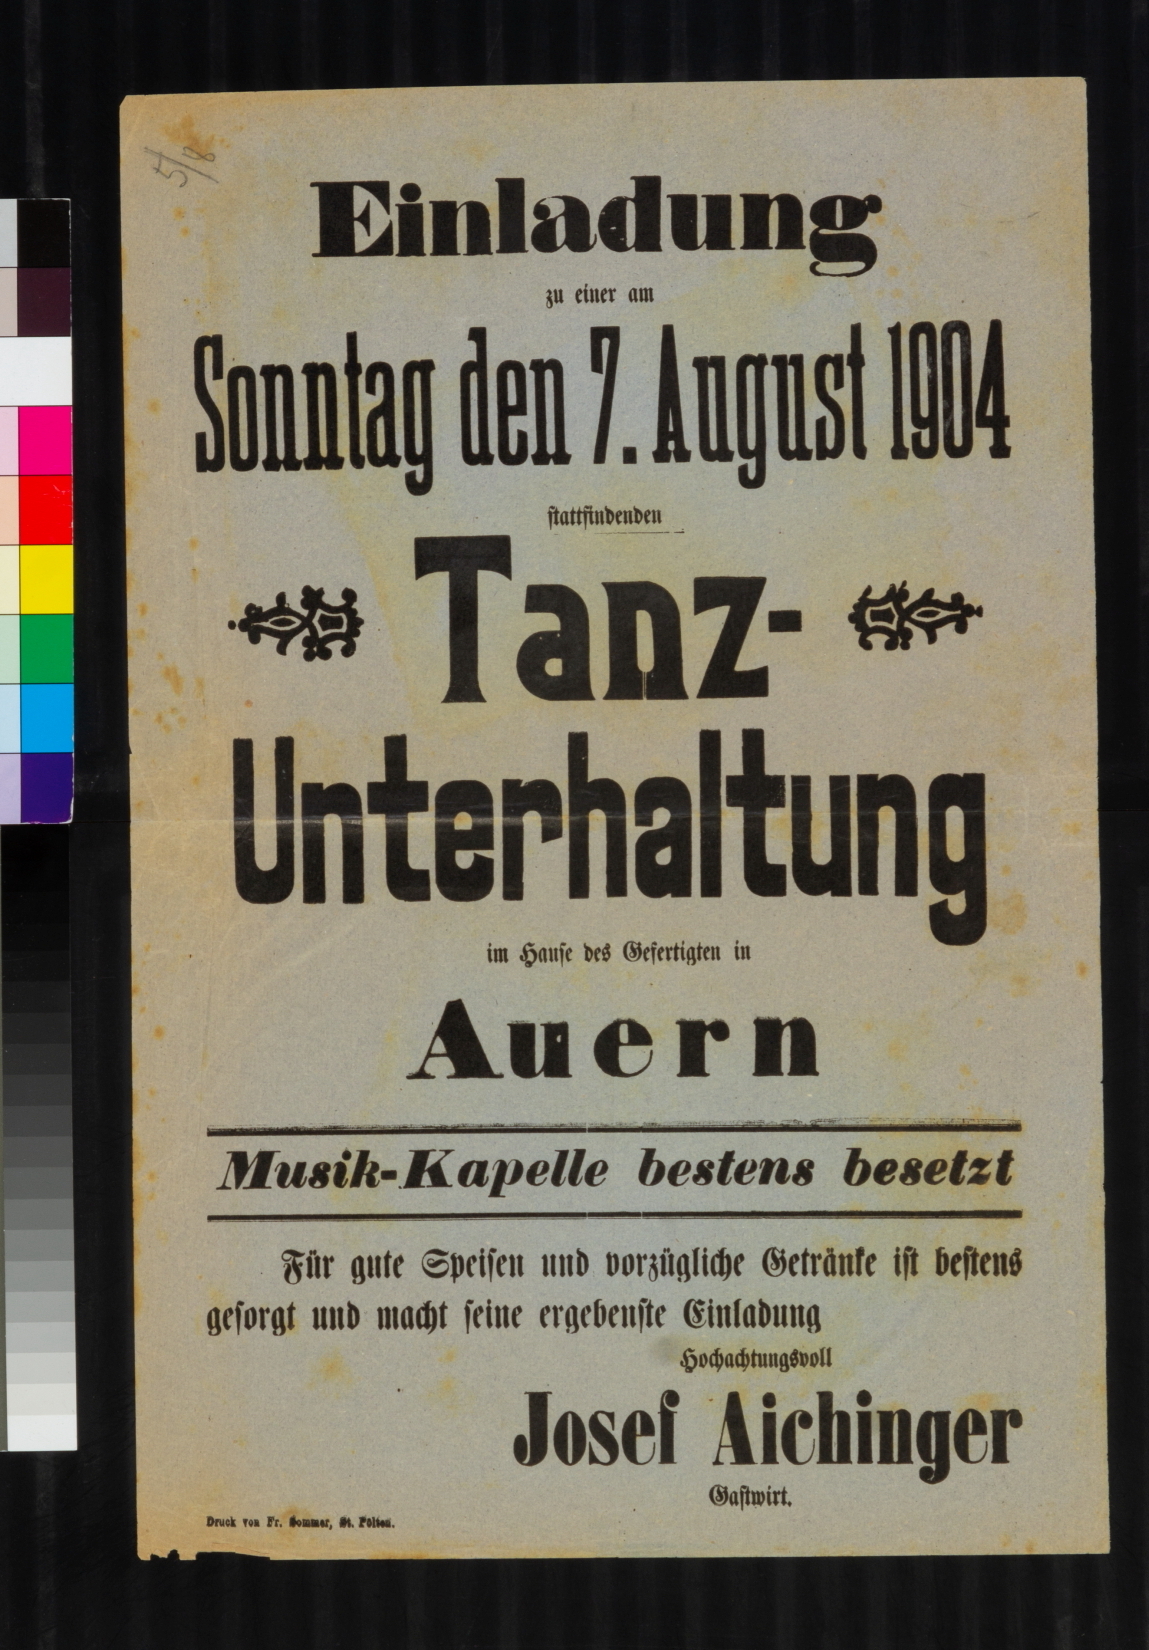 5/8
Einladung
zu einer am
Sonntag den 7. August 1904
stattfindenden
Tanz-
Unterhaltung
im Hause des Gefertigten in
Auern
Musik-Kapelle bestens besetzt
Für gute Speisen und vorzügliche Getränke ist bestens
gesorgt und macht seine ergebenste Einladung
Hochachtungsvoll
Josef Aichinger
Gastwirt.
Druck von Fr. Sommer, St. Pölten.